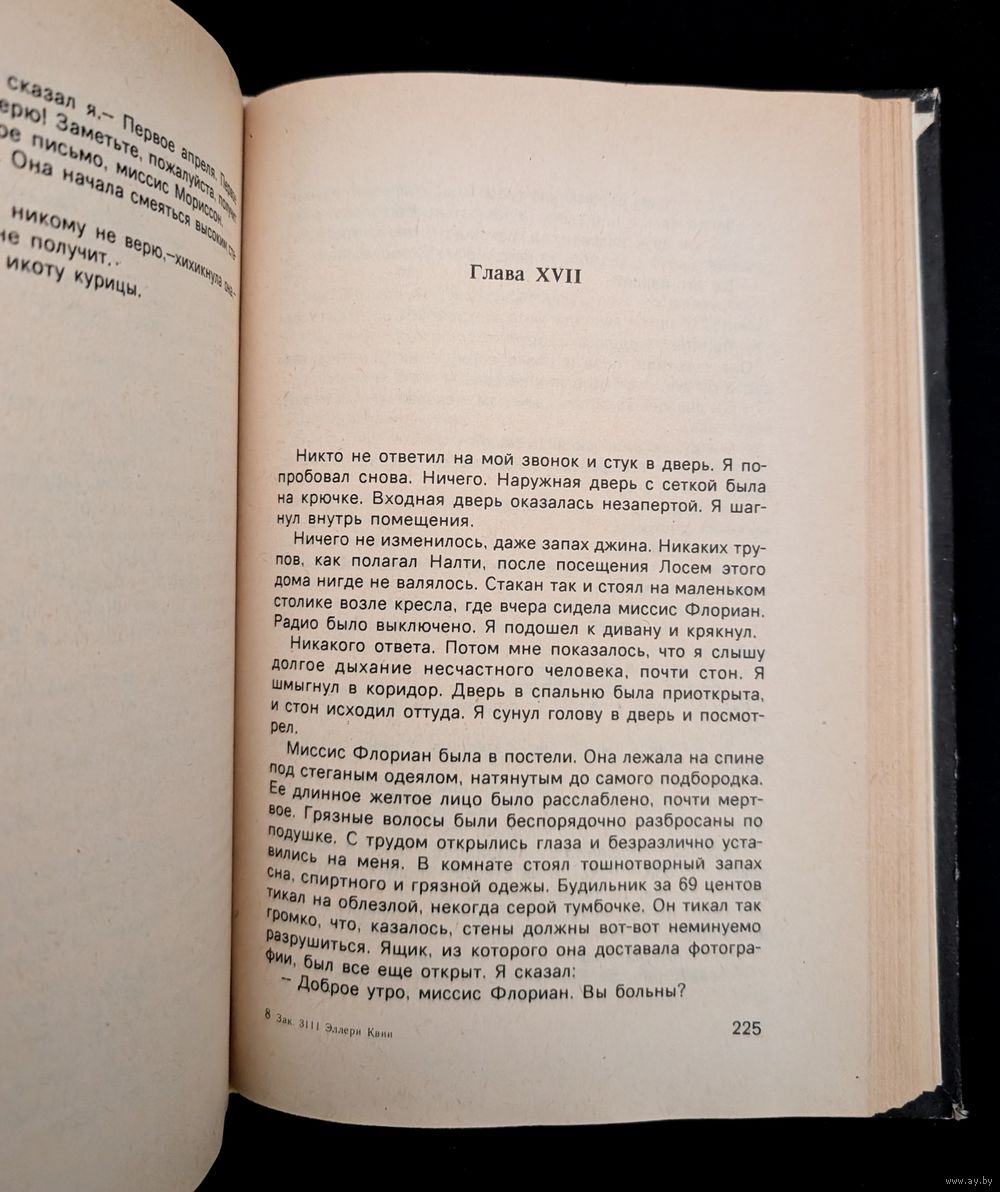 сказал я.— Первое апреля. Первое
ерю! Заметьте, пожалуйста, получит
ое письмо, миссис Мориссон.
Она начала смеяться высоким сте
никому не верю,—хихикнула она—
не получит..
икоту курицы.
Глава XVII
Никто не ответил на мой звонок и стук в дверь. Я по-
пробовал снова. Ничего. Наружная дверь с сеткой была
на крючке. Входная дверь оказалась незапертой. Я шаг-
нул внутрь помещения.
Ничего не изменилось, даже запах джина. Никаких тру-
пов, как полагал Налти, после посещения Лосем этого
дома нигде не валялось. Стакан так и стоял на маленьком
столике возле кресла, где вчера сидела миссис Флориан.
Радио было выключено. Я подошел к дивану и крякнул.
Никакого ответа. Потом мне показалось, что я слышу
долгое дыхание несчастного человека, почти стон. Я
шмыгнул в коридор. Дверь в спальню была приоткрыта,
и стон исходил оттуда. Я сунул голову в дверь и посмот-
рел.
Миссис Флориан была в постели. Она лежала на спине
под стеганым одеялом, натянутым до самого подбородка.
Ее длинное желтое лицо было расслаблено, почти мерт-
вое. Грязные волосы были беспорядочно разбросаны по
подушке. С трудом открылись глаза и безразлично уста-
вились на меня. В комнате стоял тошнотворный запах
сна, спиртного и грязной одежы. Будильник за 69 центов
тикал на облезлой, некогда серой тумбочке. Он тикал так
громко, что, казалось, стены должны вот-вот неминуемо
разрушиться. Ящик, из которого она доставала фотогра-
фии, был все еще открыт. Я сказал:
— Доброе утро, миссис Флориан. Вы больны?
8 Зак. 3111 Эллери Квин
225
www.ay.by